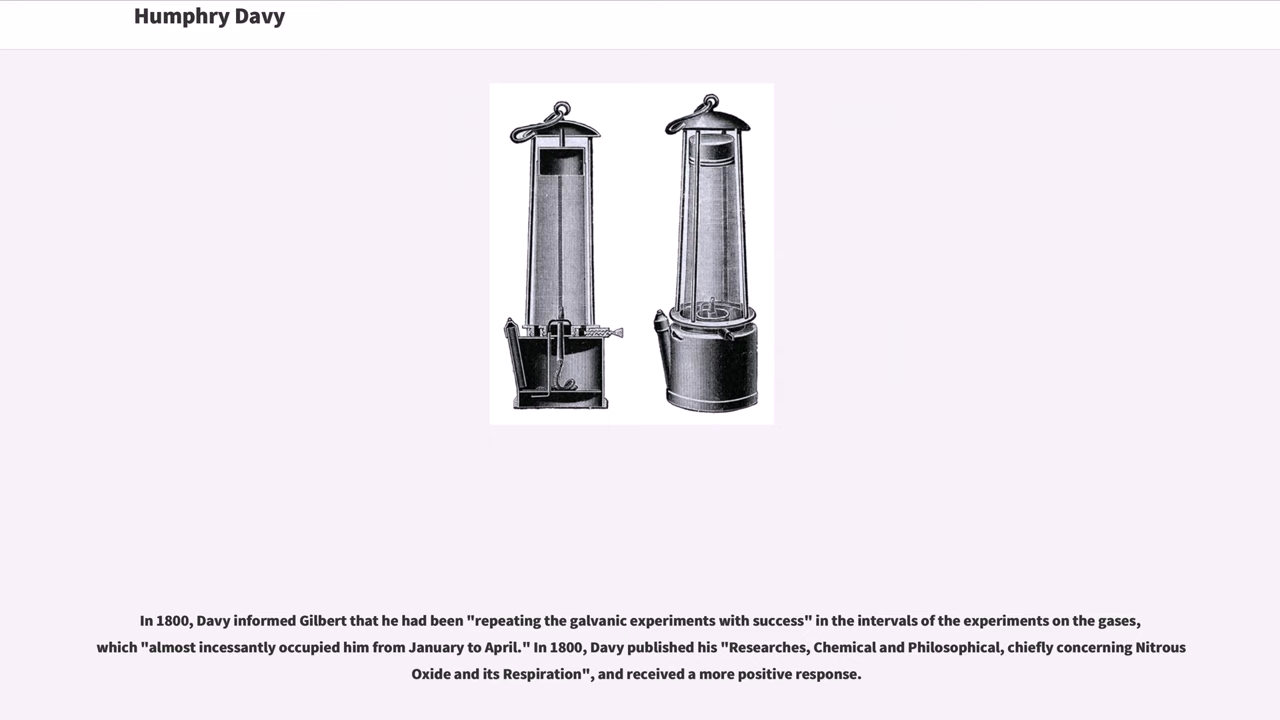 Humphry Davy
In 1800, Davy informed Gilbert that he had been "repeating the galvanic experiments with success" in the intervals of the experiments on the gases,
which "almost incessantly occupied him from January to April." In 1800, Davy published his "Researches, Chemical and Philosophical, chiefly concerning Nitrous
Oxide and its Respiration", and received a more positive response.